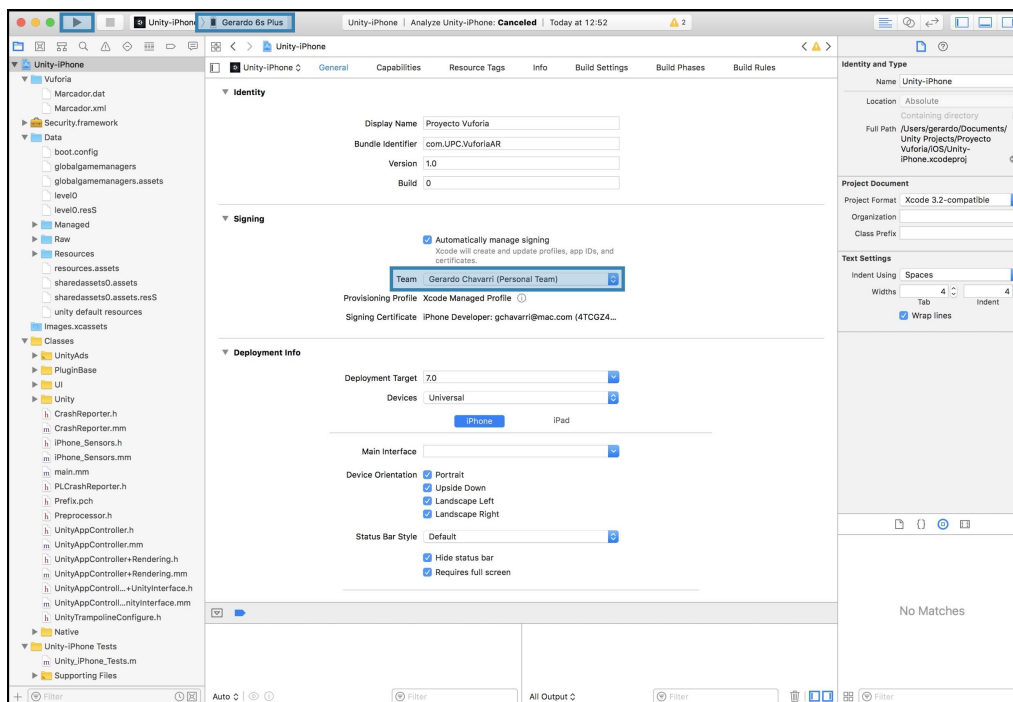 Unity-iPhone
Gerardo 6s Plus
Unity-iPhone | Analyze Unity-iPhone: Canceled | Today at 12:52
2
Unity-iPhone
Unity-iPhone
General
Capabilities
Resource Tags
Info
Build Settings
Build Phases
Build Rules
Unity-iPhone
Vuforia
Marcador.dat
Marcador.xml
Security.framework
Data
boot.config
globalgamemanagers
globalgamemanagers.assets
level0
level0.resS
Managed
Raw
Resources
resources.assets
sharedassets0.assets
sharedassets0.assets.resS
unity default resources
Images.xcassets
Classes
UnityAds
PluginBase
UI
Unity
CrashReporter.h
CrashReporter.mm
iPhone_Sensors.h
iPhone_Sensors.mm
main.mm
PLCrashReporter.h
Prefix.pch
Preprocessor.h
UnityAppController.h
UnityAppController.mm
UnityAppController+Rendering.h
UnityAppController+Rendering.mm
UnityAppControll...+UnityInterface.h
UnityAppControll...nityInterface.mm
UnityTrampolineConfigure.h
Native
Unity-iPhone Tests
Unity_iPhone_Tests.m
Supporting Files
Filter
Identity
Display Name Proyecto Vuforia
Bundle Identifier com.UPC.VuforiaAR
Version 1.0
Build 0
Signing
Automatically manage signing
Xcode will create and update profiles, app IDs, and
certificates.
Team Gerardo Chavarri (Personal Team)
Provisioning Profile Xcode Managed Profile
Signing Certificate iPhone Developer: gchavarri@mac.com (4TCGZ4...
Deployment Info
Deployment Target 7.0
Devices Universal
iPhone iPad
Main Interface
Device Orientation Portrait
Upside Down
Landscape Left
Landscape Right
Status Bar Style Default
Hide status bar
Requires full screen
Auto
Filter
All Output
Filter
Identity and Type
Name Unity-iPhone
Location Absolute
Containing directory
Full Path /Users/gerardo/Documents/
Unity Projects/Proyecto
Vuforia/iOS/Unity-
iPhone.xcodeproj
Project Document
Project Format Xcode 3.2-compatible
Organization
Class Prefix
Text Settings
Indent Using Spaces
Widths 4 4
Tab Indent
Wrap lines
No Matches
Filter